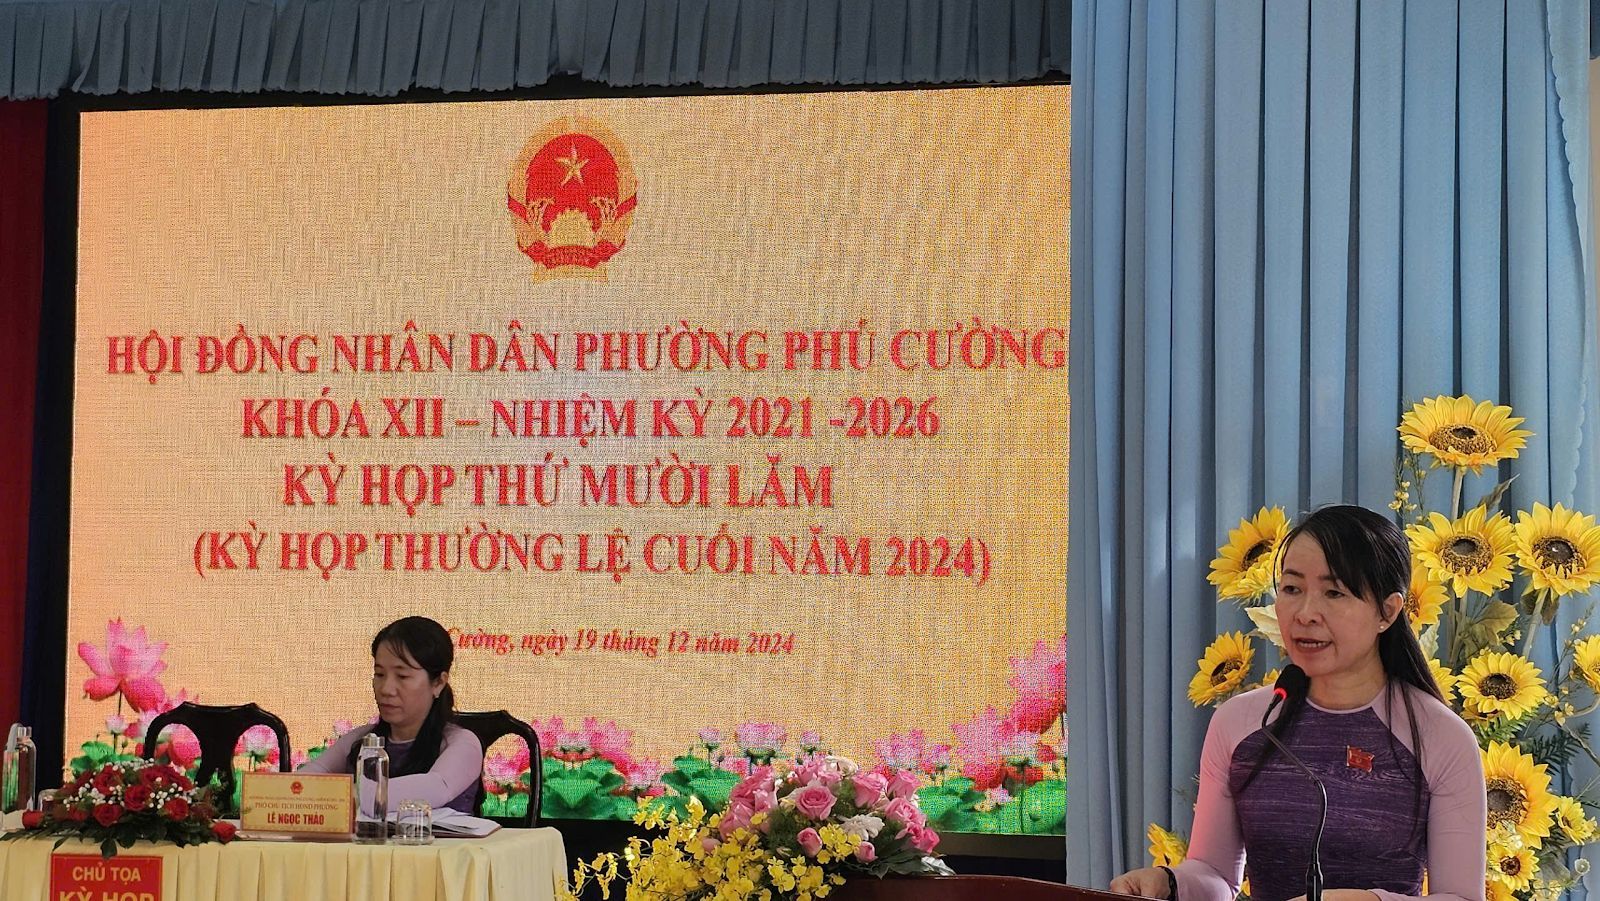 HỘI ĐỒNG NHÂN DÂN PHƯỜNG PHÚ CƯỜNG
KHÓA XII – NHIỆM KỲ 2021 -2026
KỲ HỌP THỨ MƯỜI LĂM
(KỲ HỌP THƯỜNG LỆ CUỐI NĂM 2024)
Cường, ngày 19 tháng 12 năm 2024
PHÓ CHỦ TỊCH HĐND PHƯỜNG
LÊ NGỌC THẢO
CHỦ TỌA
KỲ HỌP